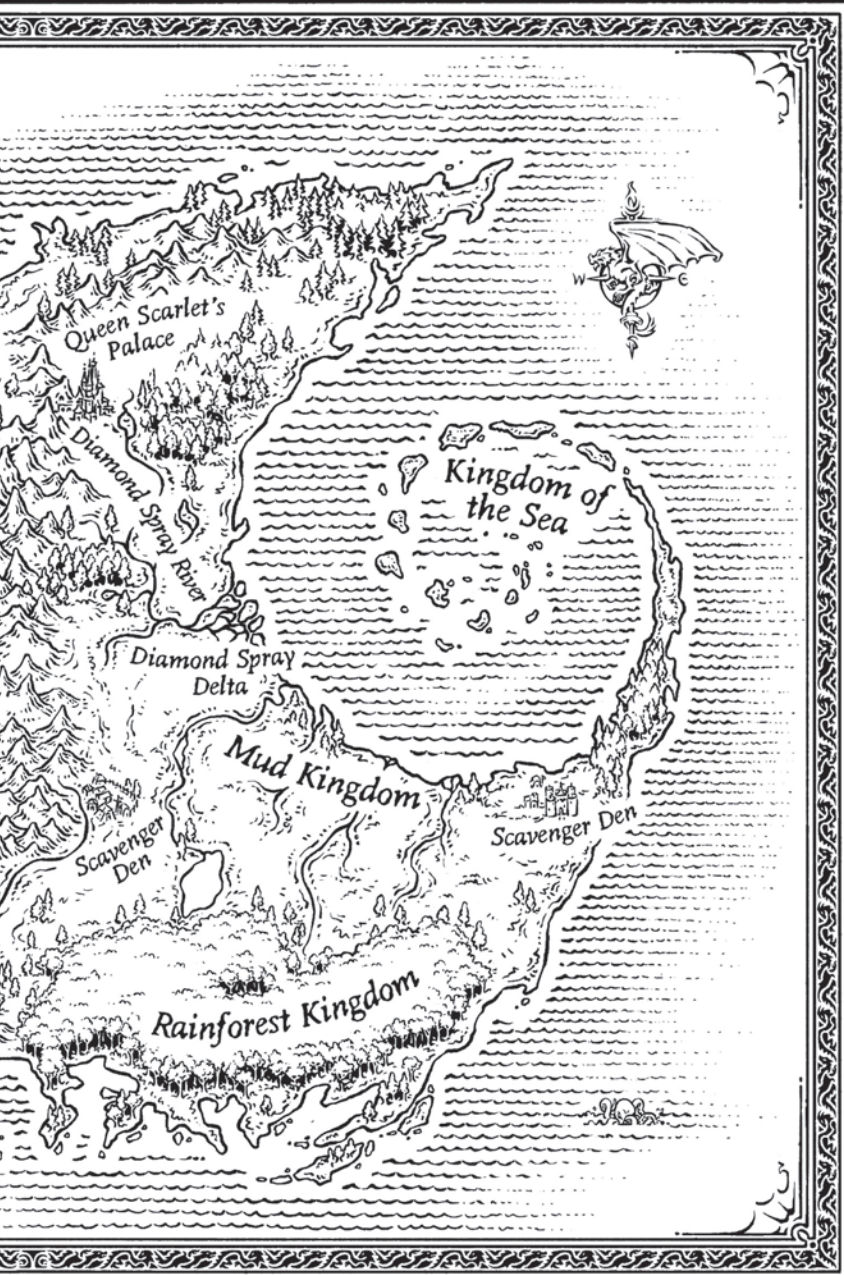 N
W
E
Queen Scarlet's
Palace
Diamond Spray River
Kingdom of
the Sea
Diamond Spray
Delta
Mud Kingdom
Scavenger
Den
Scavenger Den
Rainforest Kingdom